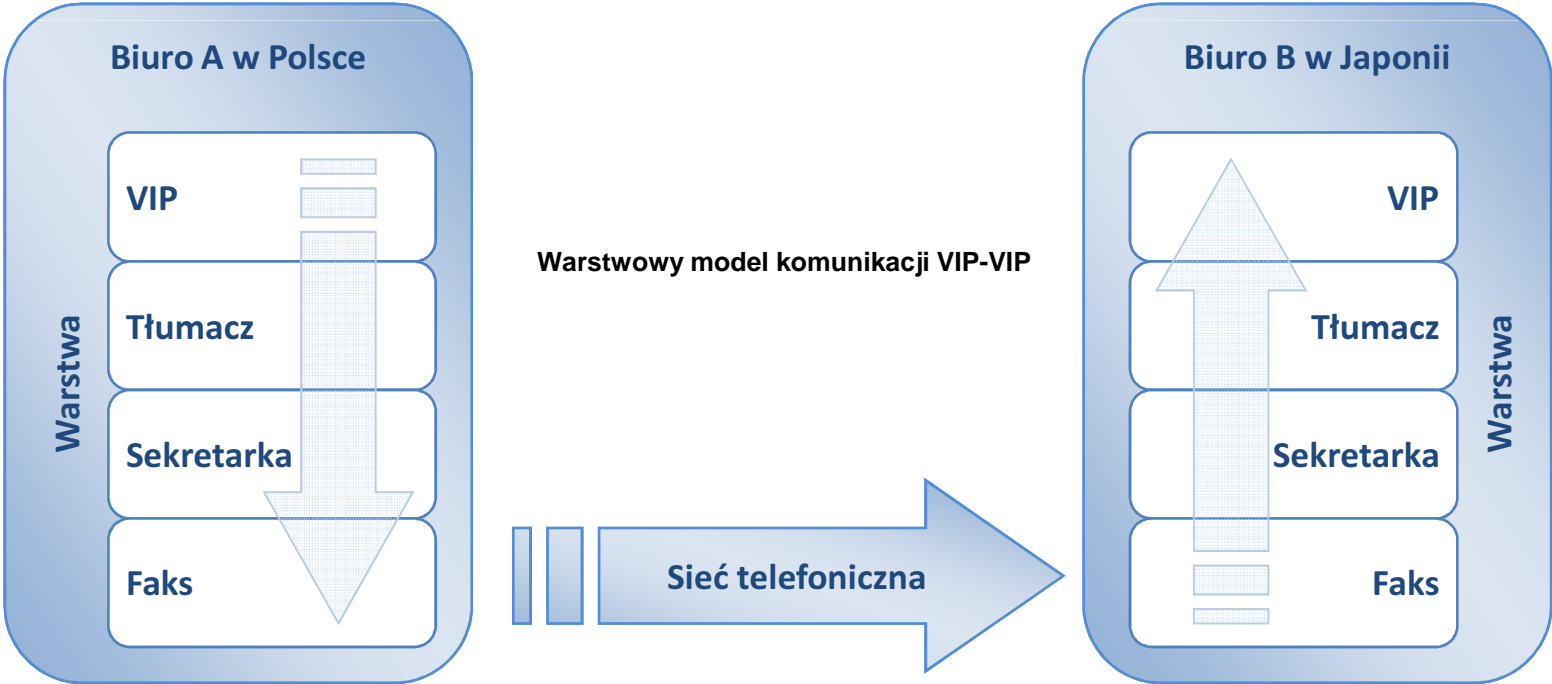 Biuro A w Polsce
Warstwa
VIP
Tłumacz
Sekretarka
Faks
Warstwowy model komunikacji VIP-VIP
Sieć telefoniczna
Biuro B w Japonii
VIP
Tłumacz
Sekretarka
Faks
Warstwa